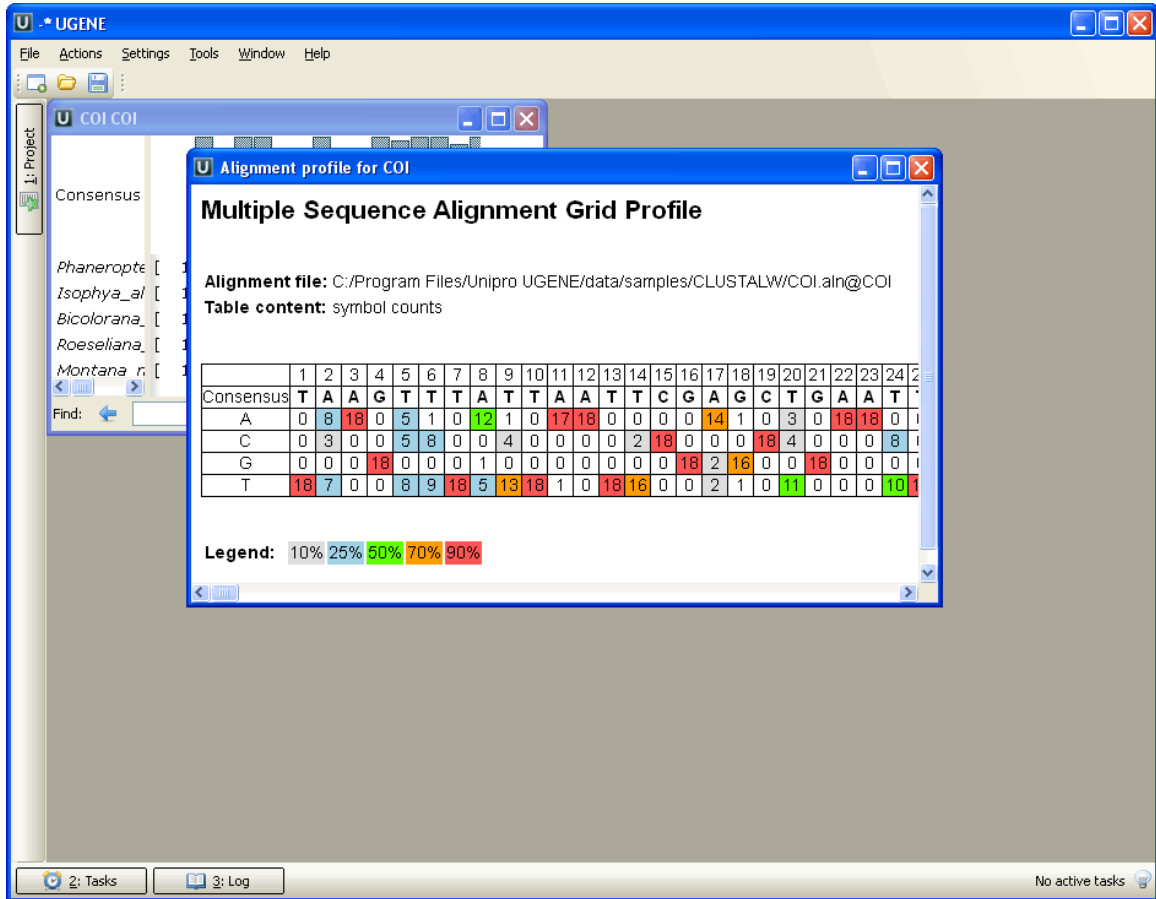 -* UGENE
File Actions Settings Tools Window Help
1: Project
COI COI
Consensus
Phaneropte [ 1
Isophya_al [ 1
Bicolorana_ [ 1
Roeseliana_ [ 1
Montana_n [ 1
Find:
Alignment profile for COI
Multiple Sequence Alignment Grid Profile
Alignment file: C:/Program Files/Unipro UGENE/data/samples/CLUSTALW/COI.aln@COI
Table content: symbol counts
1 2 3 4 5 6 7 8 9 10 11 12 13 14 15 16 17 18 19 20 21 22 23 24 2
Consensus T A A G T T T A T T A A T T C G A G C T G A A T T
A 0 8 18 0 5 1 0 12 1 0 17 18 0 0 0 0 14 1 0 3 0 18 18 0
C 0 3 0 0 5 8 0 0 4 0 0 0 0 2 18 0 0 0 18 4 0 0 0 8
G 0 0 0 18 0 0 0 1 0 0 0 0 0 0 0 18 2 16 0 0 18 0 0 0
T 18 7 0 0 8 9 18 5 13 18 1 0 18 16 0 0 2 1 0 11 0 0 0 10 1
Legend: 10% 25% 50% 70% 90%
2: Tasks 3: Log No active tasks